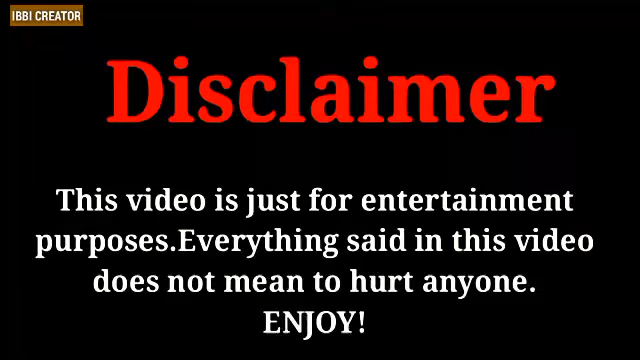 IBBI CREATOR
Disclaimer
This video is just for entertainment
purposes.Everything said in this video
does not mean to hurt anyone.
ENJOY!